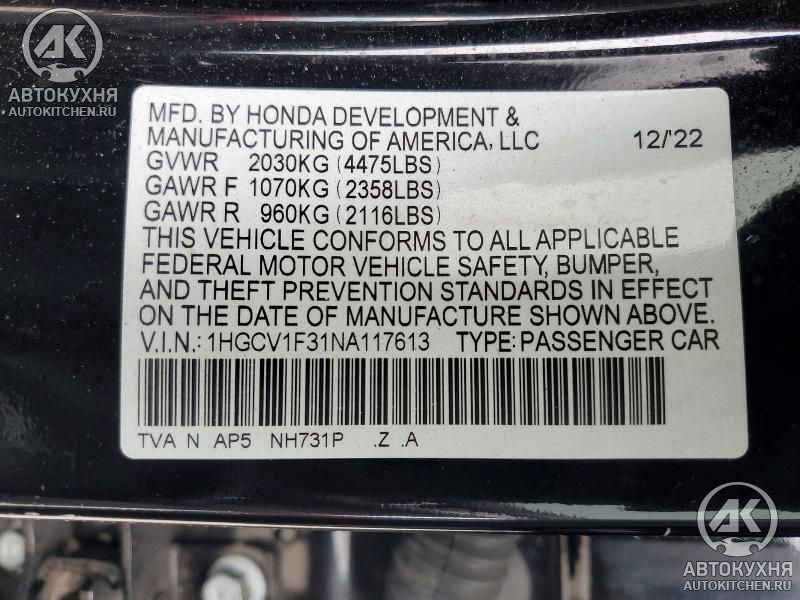 AK
АВТОКУХНЯ
AUTOKITCHEN.RU
MFD. BY HONDA DEVELOPMENT &
MANUFACTURING OF AMERICA, LLC 12/'22
GVWR 2030KG (4475LBS)
GAWR F 1070KG (2358LBS)
GAWR R 960KG (2116LBS)
THIS VEHICLE CONFORMS TO ALL APPLICABLE
FEDERAL MOTOR VEHICLE SAFETY, BUMPER,
AND THEFT PREVENTION STANDARDS IN EFFECT
ON THE DATE OF MANUFACTURE SHOWN ABOVE.
V.I.N.: 1HGCV1F31NA117613 TYPE: PASSENGER CAR
TVA N AP5 NH731P .Z .A
AK
АВТОКУХНЯ
AUTOKITCHEN.RU